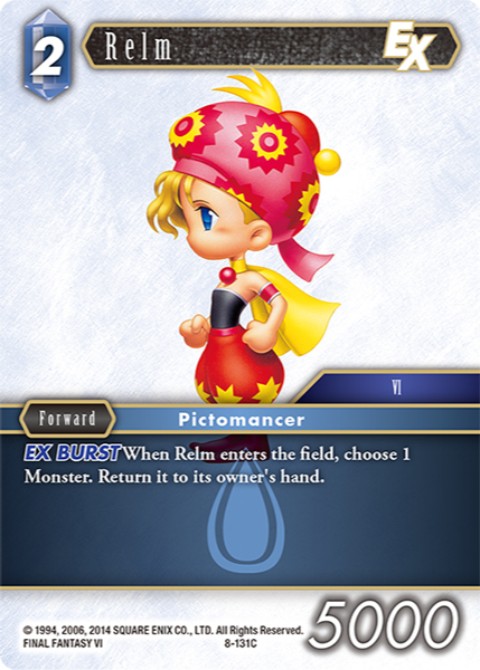 2
Relm
EX
VI
Forward
Pictomancer
EX BURST When Relm enters the field, choose 1
Monster. Return it to its owner's hand.
© 1994, 2006, 2014 SQUARE ENIX CO., LTD. All Rights Reserved.
FINAL FANTASY VI
8-131C
5000